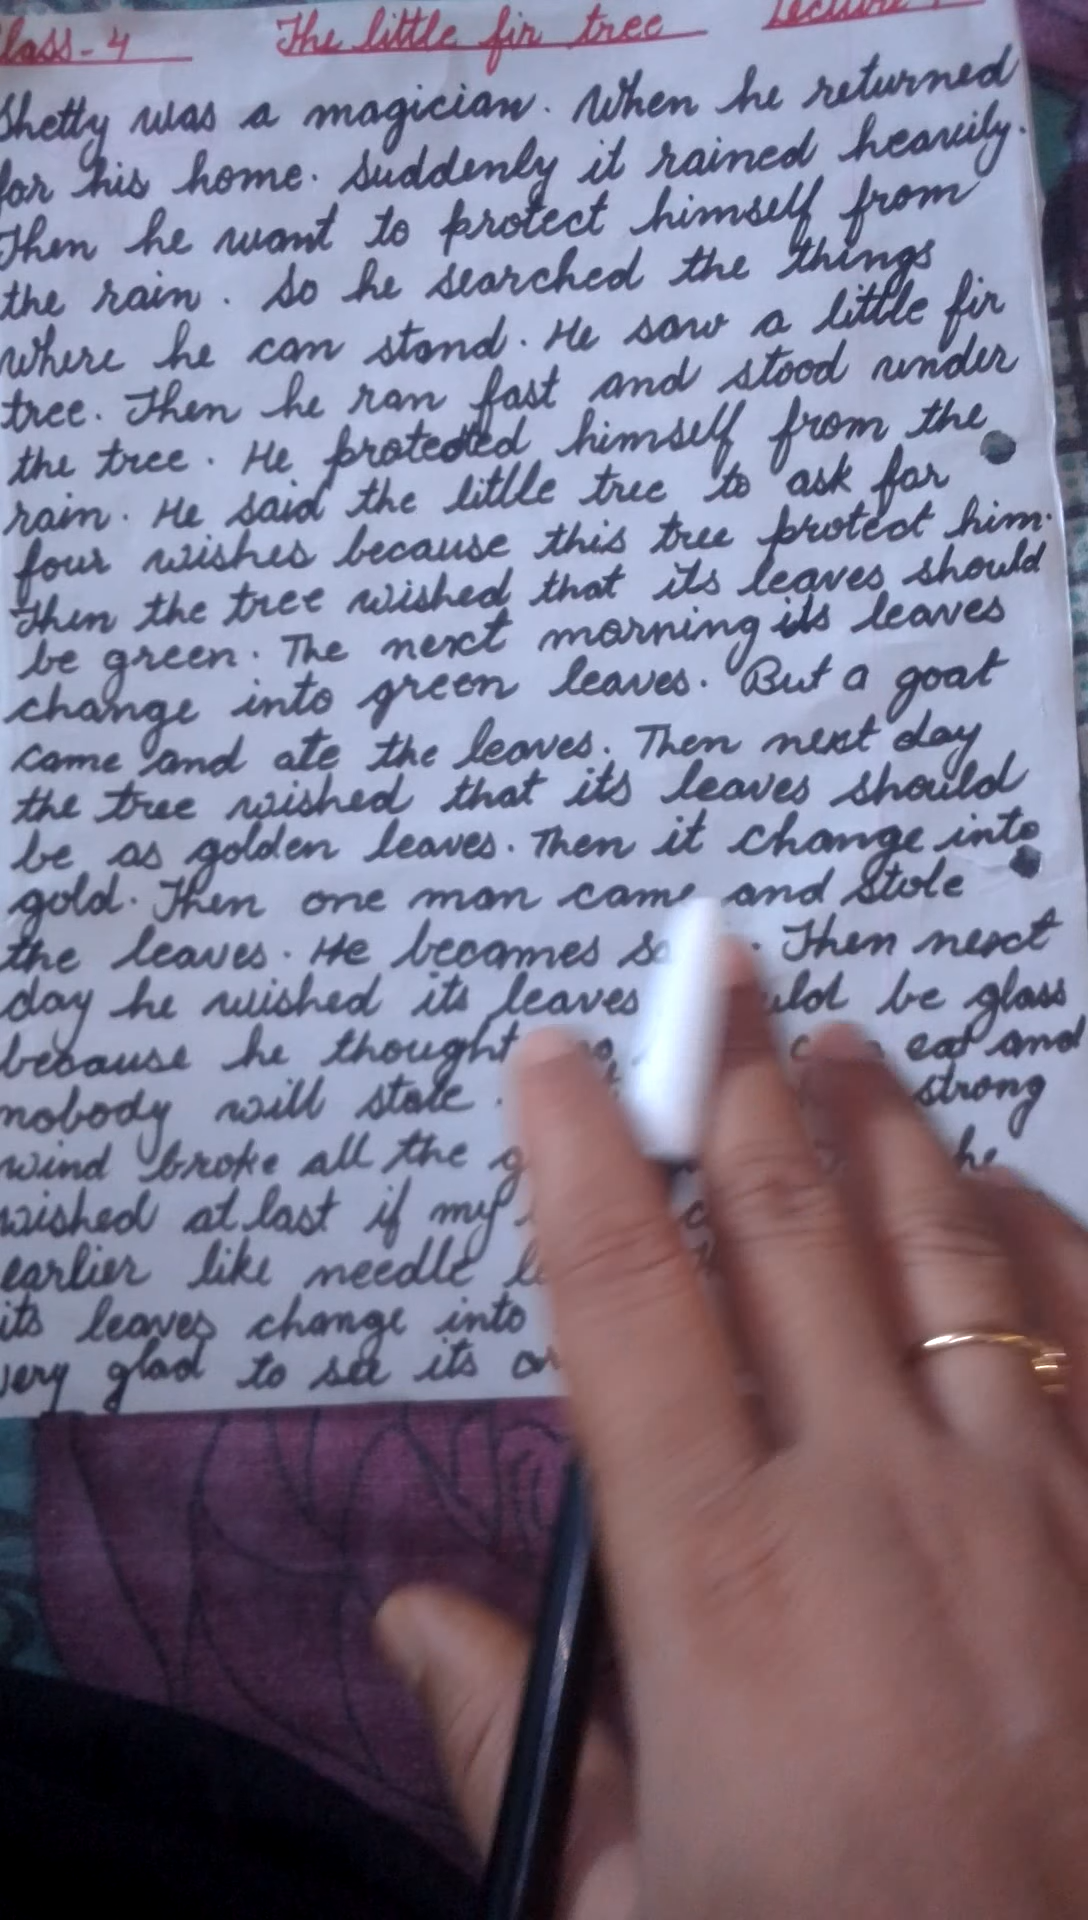 lass-4 The little fir tree Lecture
Shetty was a magician. When he returned
for his home. Suddenly it rained heavily.
Then he want to protect himself from
the rain. So he searched the things
where he can stand. He saw a little fir
tree. Then he ran fast and stood under
the tree. He protected himself from the
rain. He said the little tree to ask for
four wishes because this tree protect him.
Then the tree wished that its leaves should
be green. The next morning its leaves
change into green leaves. But a goat
came and ate the leaves. Then next day
the tree wished that its leaves should
be as golden leaves. Then it change into
gold. Then one man came and stole
the leaves. He becomes Then next
day he wished its leaves be glass
because he thought eat and
nobody will stole. strong
wind broke all the he
wished at last if my
earlier like needle
its leaves change into
very glad to see its